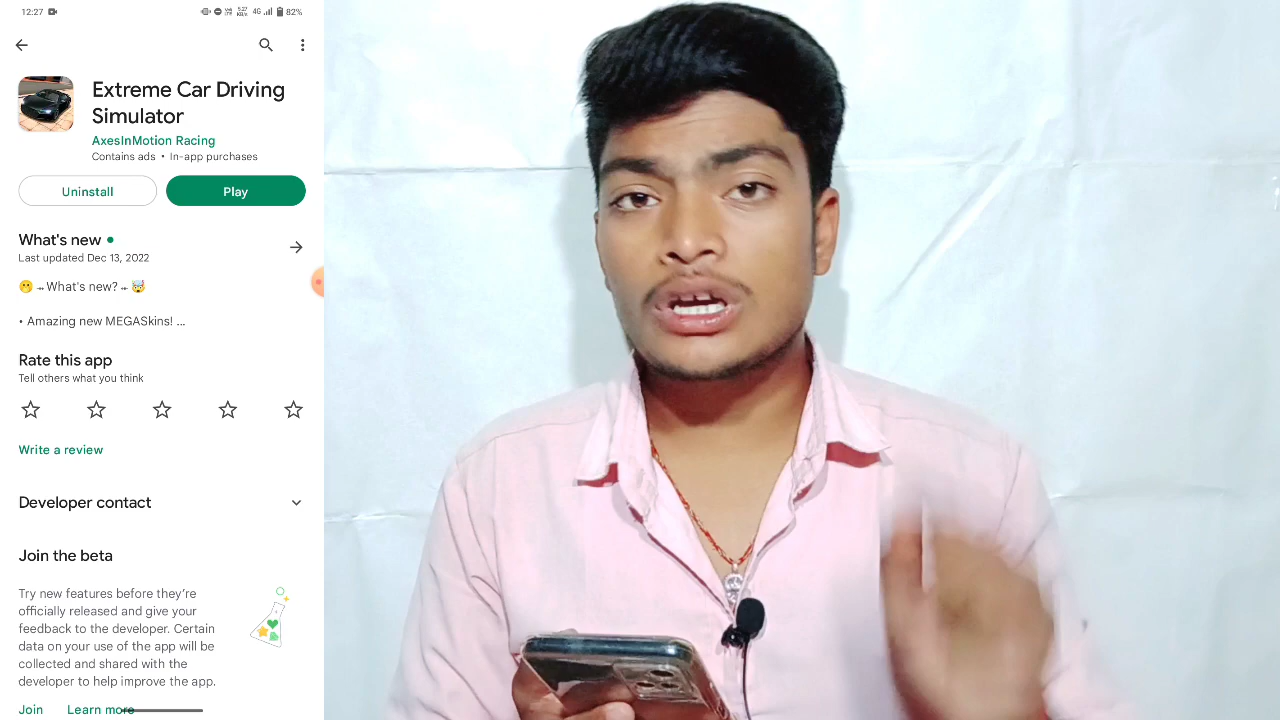 12:27
5.27
KB/s
4G
82%
Extreme Car Driving
Simulator
AxesInMotion Racing
Contains ads • In-app purchases
Uninstall
Play
What's new
Last updated Dec 13, 2022
🤫 -» What's new? -» 🤯
• Amazing new MEGASkins! ...
Rate this app
Tell others what you think
Write a review
Developer contact
Join the beta
Try new features before they're
officially released and give your
feedback to the developer. Certain
data on your use of the app will be
collected and shared with the
developer to help improve the app.
Join
Learn more